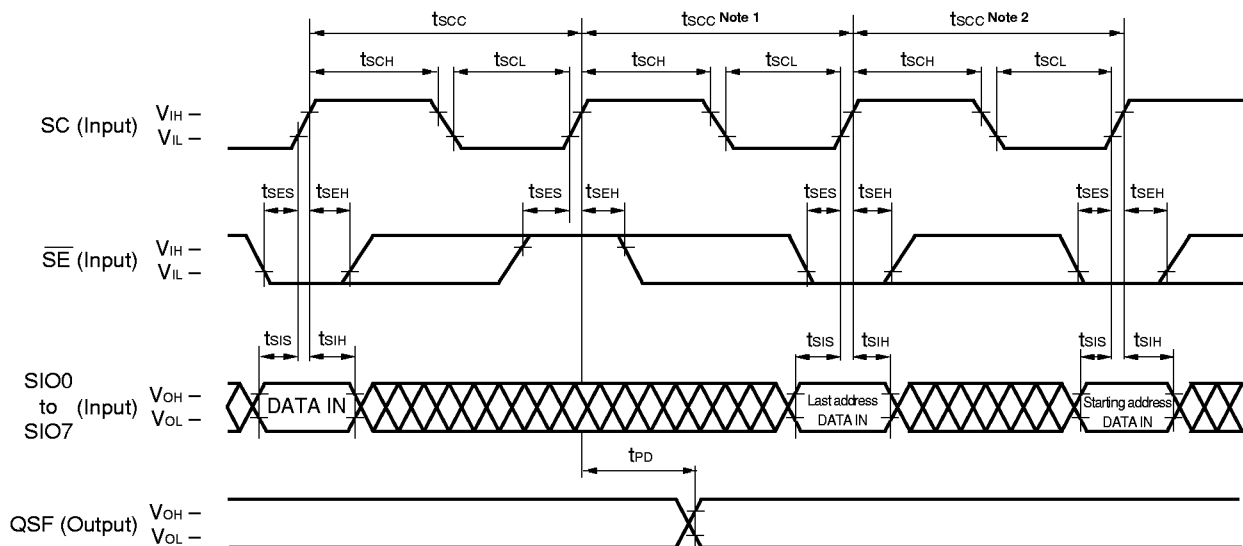 tSCC tSCC Note 1 tSCC Note 2
tSCH tSCL tSCH tSCL tSCH tSCL
SC (Input) VIH –
VIL –
tSES tSEH tSES tSEH tSES tSEH tSES tSEH
SE (Input) VIH –
VIL –
tSIS tSIH tSIS tSIH tSIS tSIH
SIO0
to (Input) VOH –
SIO7 VOL –
DATA IN
Last address
DATA IN
Starting address
DATA IN
tPD
QSF (Output) VOH –
VOL –